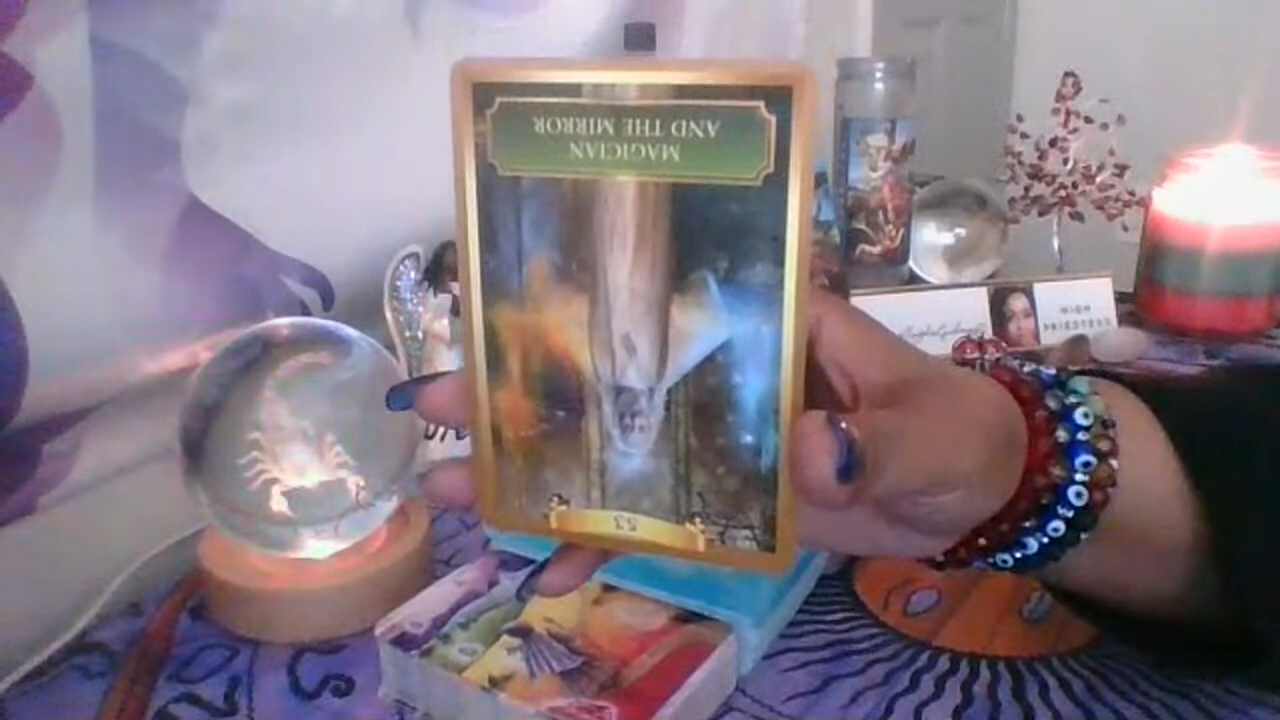 MAGICIAN
AND THE MIRROR
53
HIGH
PRIESTESS